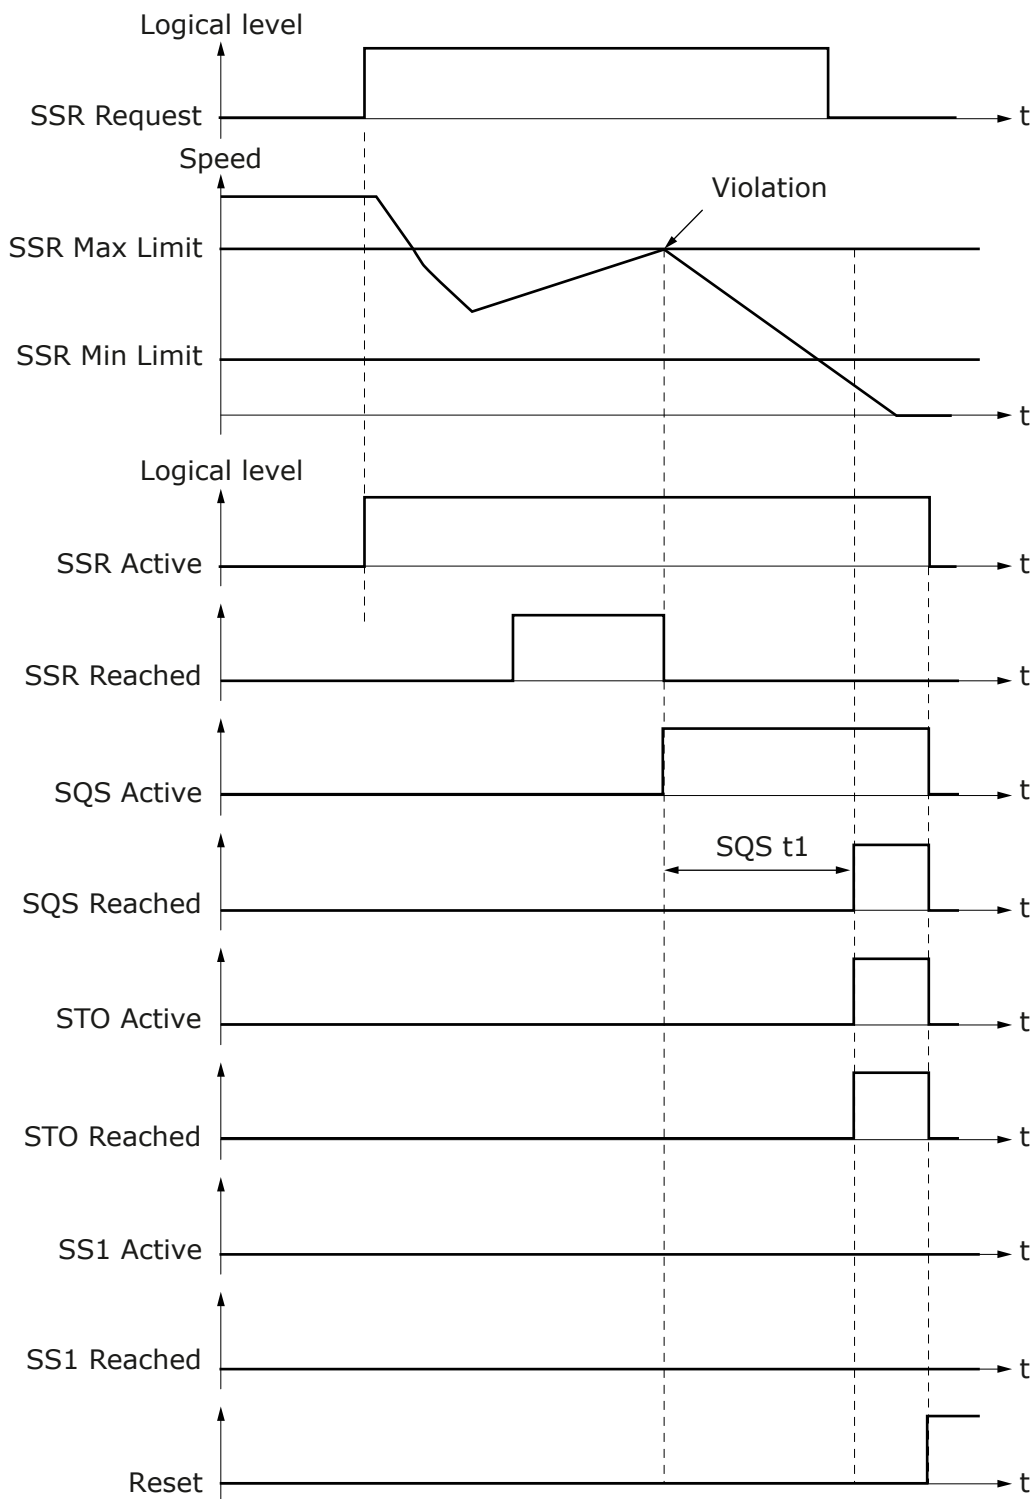 Logical level
SSR Request
t
Speed
Violation
SSR Max Limit
SSR Min Limit
t
Logical level
SSR Active
t
SSR Reached
t
SQS Active
t
SQS t1
SQS Reached
t
STO Active
t
STO Reached
t
SS1 Active
t
SS1 Reached
t
Reset
t